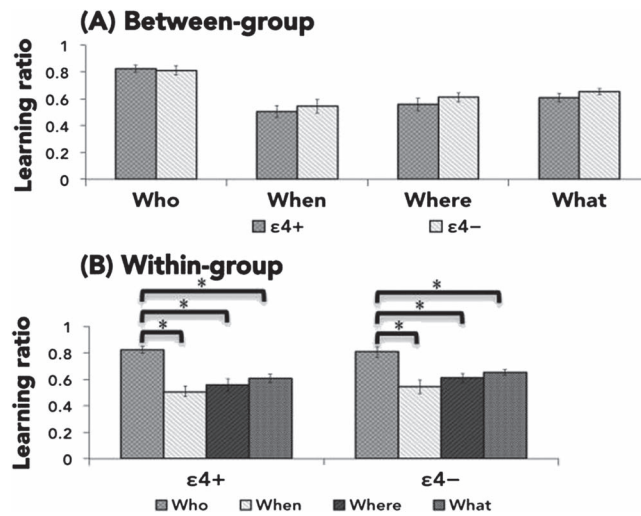 (A) Between-group
Learning ratio
1
0.8
0.6
0.4
0.2
0
Who When Where What
ε4+ ε4−
(B) Within-group
* * *
* * *
Learning ratio
1
0.8
0.6
0.4
0.2
0
ε4+ ε4−
Who When Where What